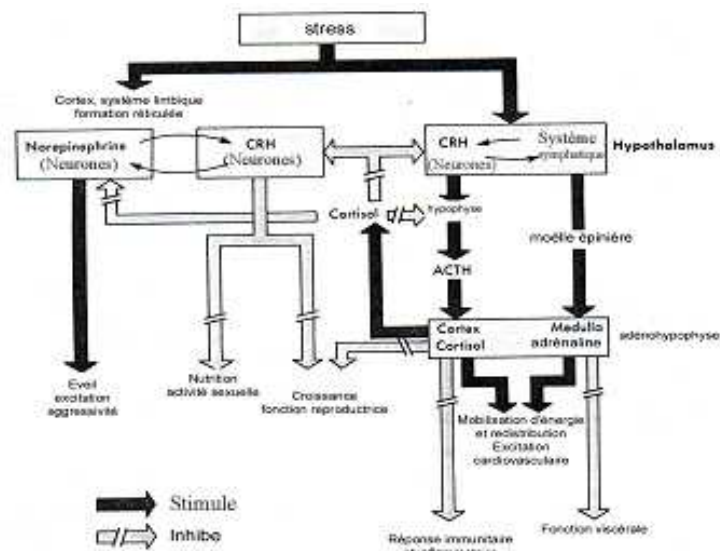 stress
Cortex, système limbique
formation réticulée
Norepinephrine
(Neurones)
CRH
(Neurones)
CRH
(Neurones)
Système
symphatique
Hypothalamus
Cortisol
hypophyse
moëlle épinière
ACTH
Cortex
Cortisol
Medulla
adrénaline
adénohypophyse
Eveil
excitation
aggressivité
Nutrition
activité sexuelle
Croissance
fonction reproductrice
Mobilisation d'énergie
et redistribution
Excitation
cardiovasculaire
Stimule
Inhibe
Réponse immunitaire
Fonction viscérale